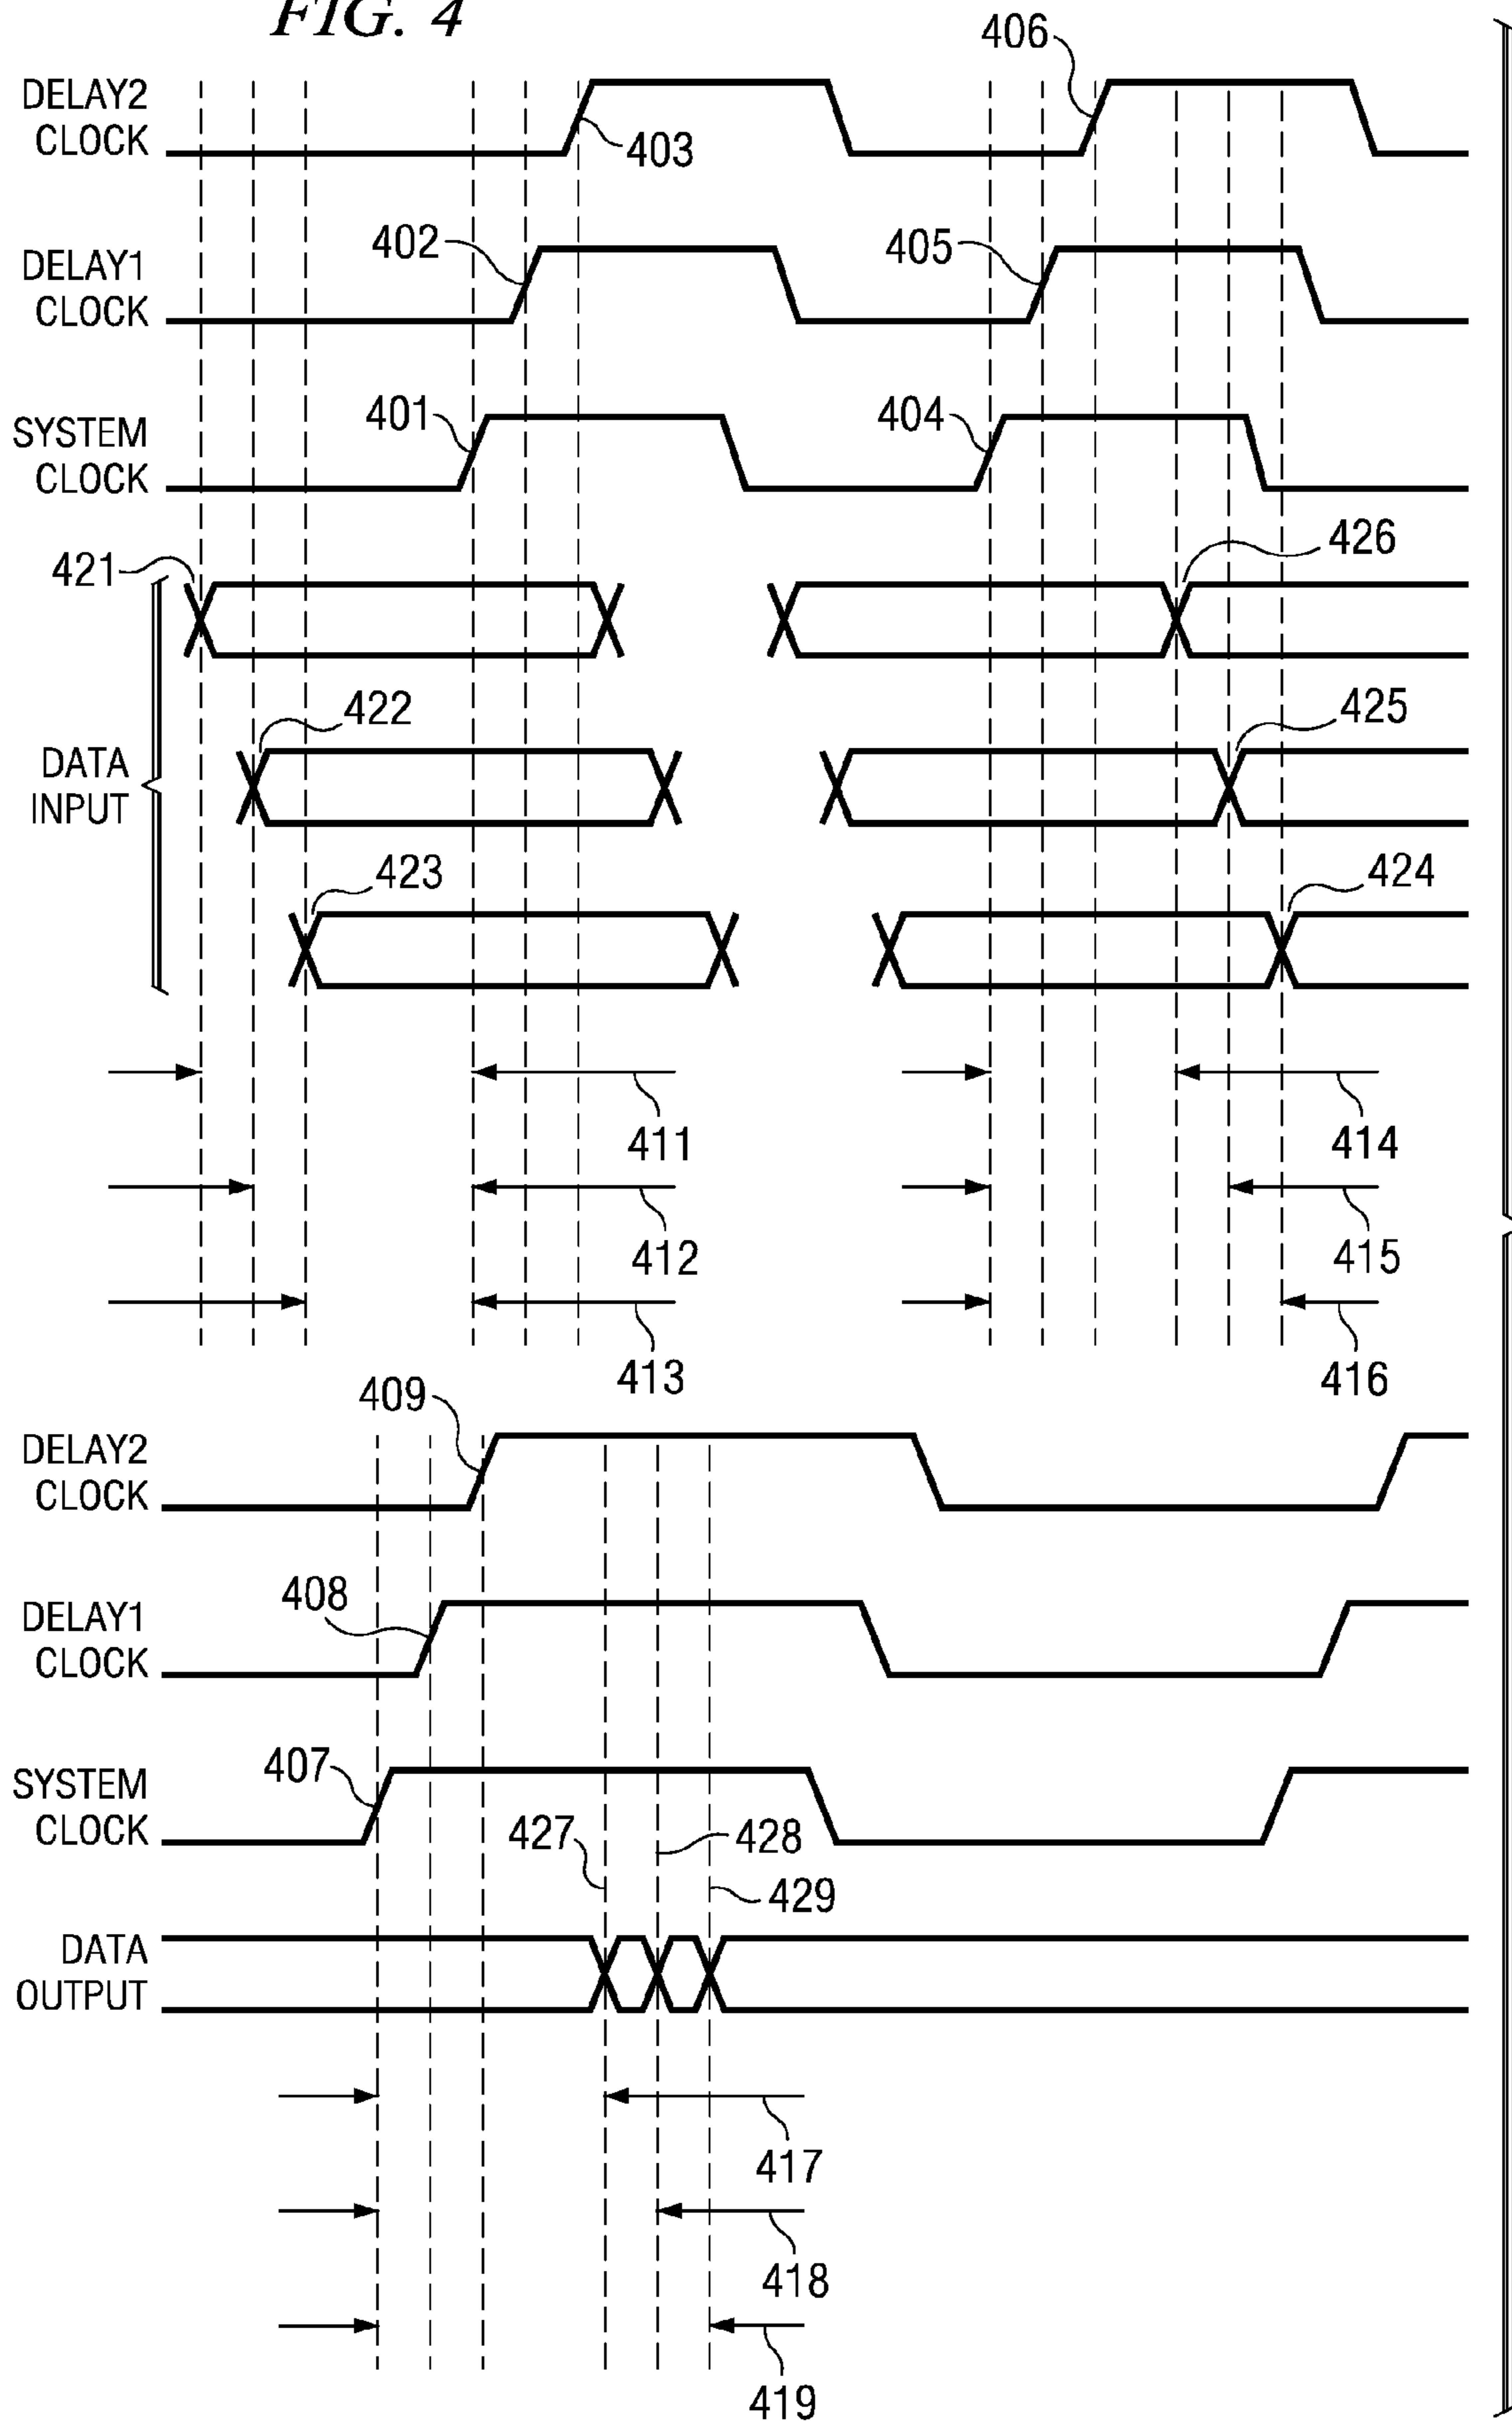 FIG. 4
406
DELAY2
CLOCK
403
402
405
DELAY1
CLOCK
401
404
SYSTEM
CLOCK
421
426
422
425
DATA
INPUT
423
424
411
414
412
415
413
416
409
DELAY2
CLOCK
408
DELAY1
CLOCK
407
SYSTEM
CLOCK
427
428
429
DATA
OUTPUT
417
418
419